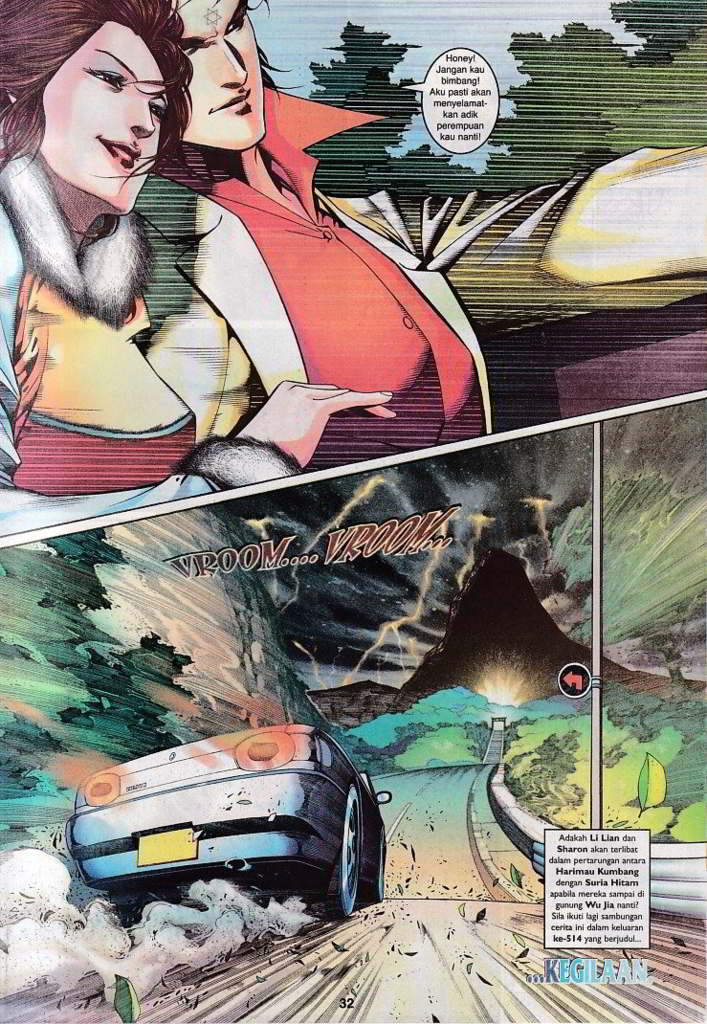 Honey!
Jangan kau
bimbang!
Aku pasti akan
menyelamat-
kan adik
perempuan
kau nanti!
VROOM.... VROOM...
Adakah Li Lian dan
Sharon akan terlibat
dalam pertarungan antara
Harimau Kumbang
dengan Suria Hitam
apabila mereka sampai di
gunung Wu Jia nanti?
Sila ikuti lagi sambungan
cerita ini dalam keluaran
ke-514 yang berjudul...
...KEGILAAN.
32